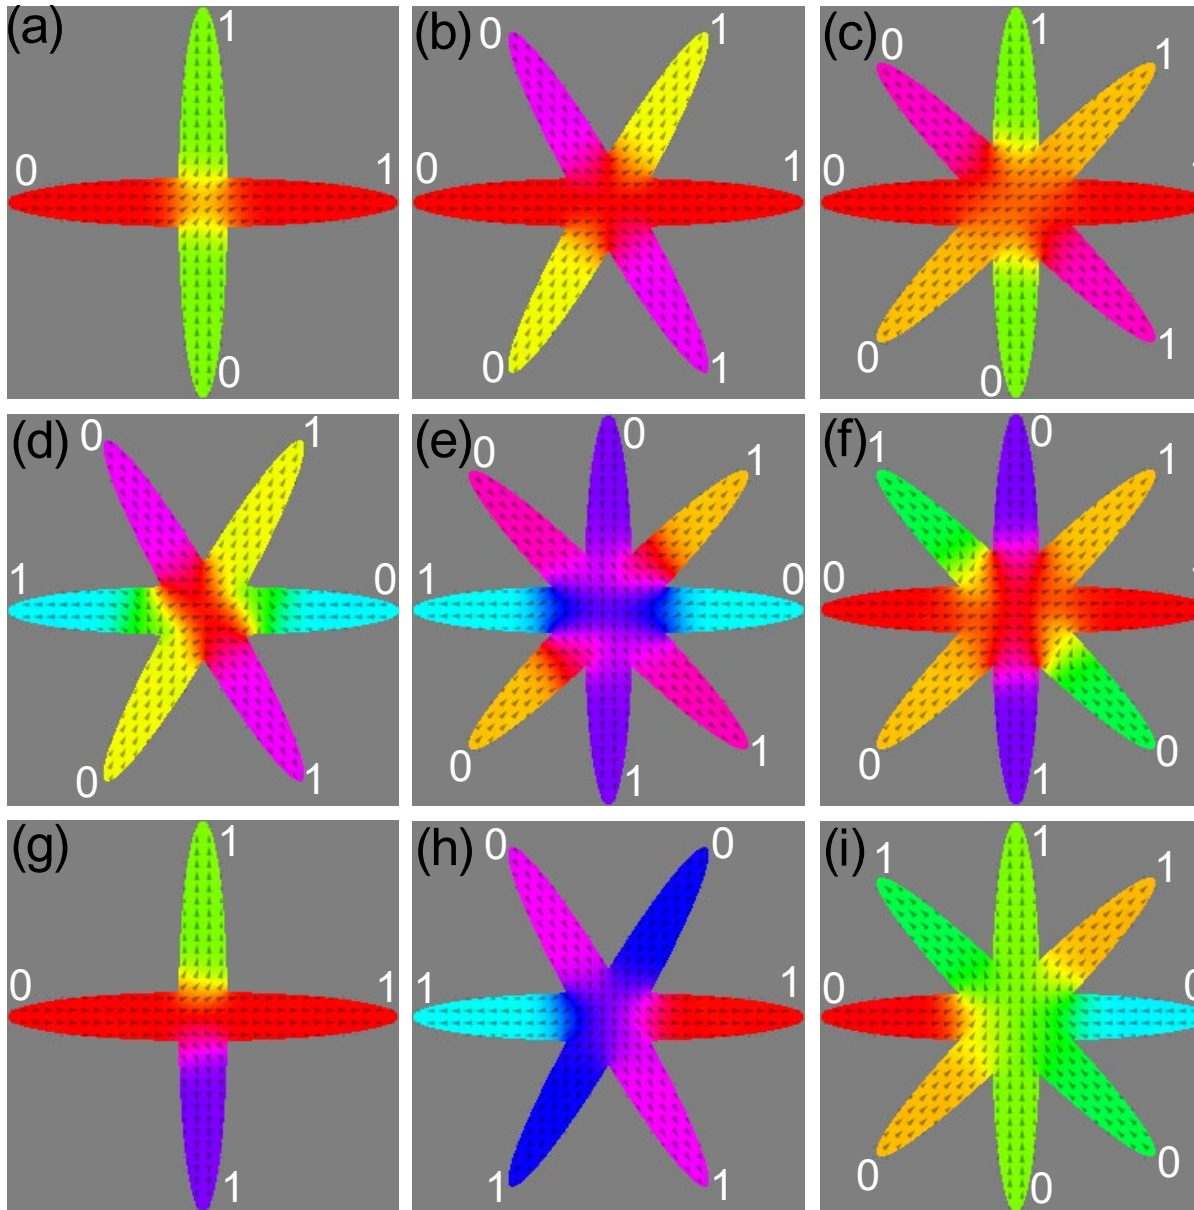 (a) 1 (b) 0 1 (c) 0 1 1
0 1 0 1 0
0 0 1 0 0 1
(d) 0 1 (e) 0 0 1 (f) 1 0 1
1 0 1 0 0
0 1 0 1 1 0 1 0
(g) 1 (h) 0 0 (i) 1 1 1
0 1 1 1 0
1 1 1 0 0 0